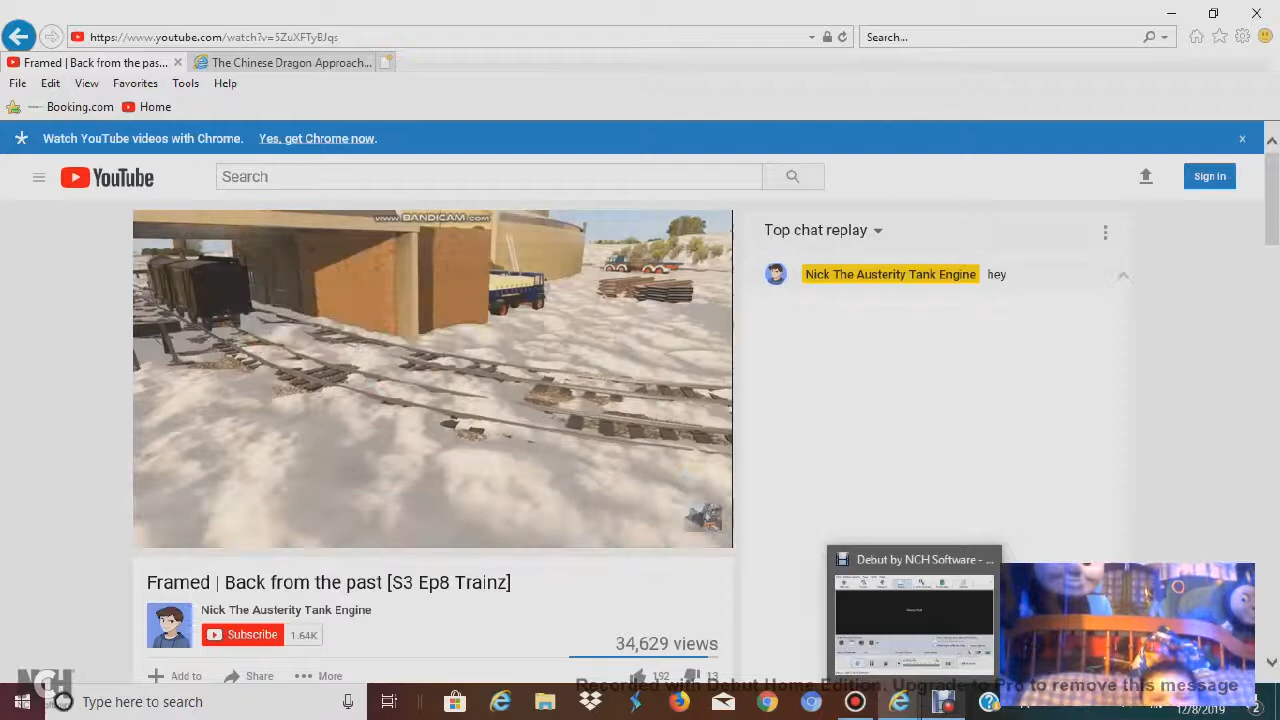 https://www.youtube.com/watch?v=5ZuXFTyBJqs
Search...
Framed | Back from the pas...
The Chinese Dragon Approach...
File Edit View Favorites Tools Help
Booking.com Home
Watch YouTube videos with Chrome. Yes, get Chrome now.
YouTube
Search
Sign in
WWW.BANDICAM.COM
Top chat replay
Nick The Austerity Tank Engine hey
Debut by NCH Software - ...
Framed | Back from the past [S3 Ep8 Trainz]
Nick The Austerity Tank Engine
Subscribe 1.64K
34,629 views
Add to Share More
192 13
NCH
Recorded with Debut Home Edition. Upgrade to Pro to remove this message
Type here to search
12/8/2019
2